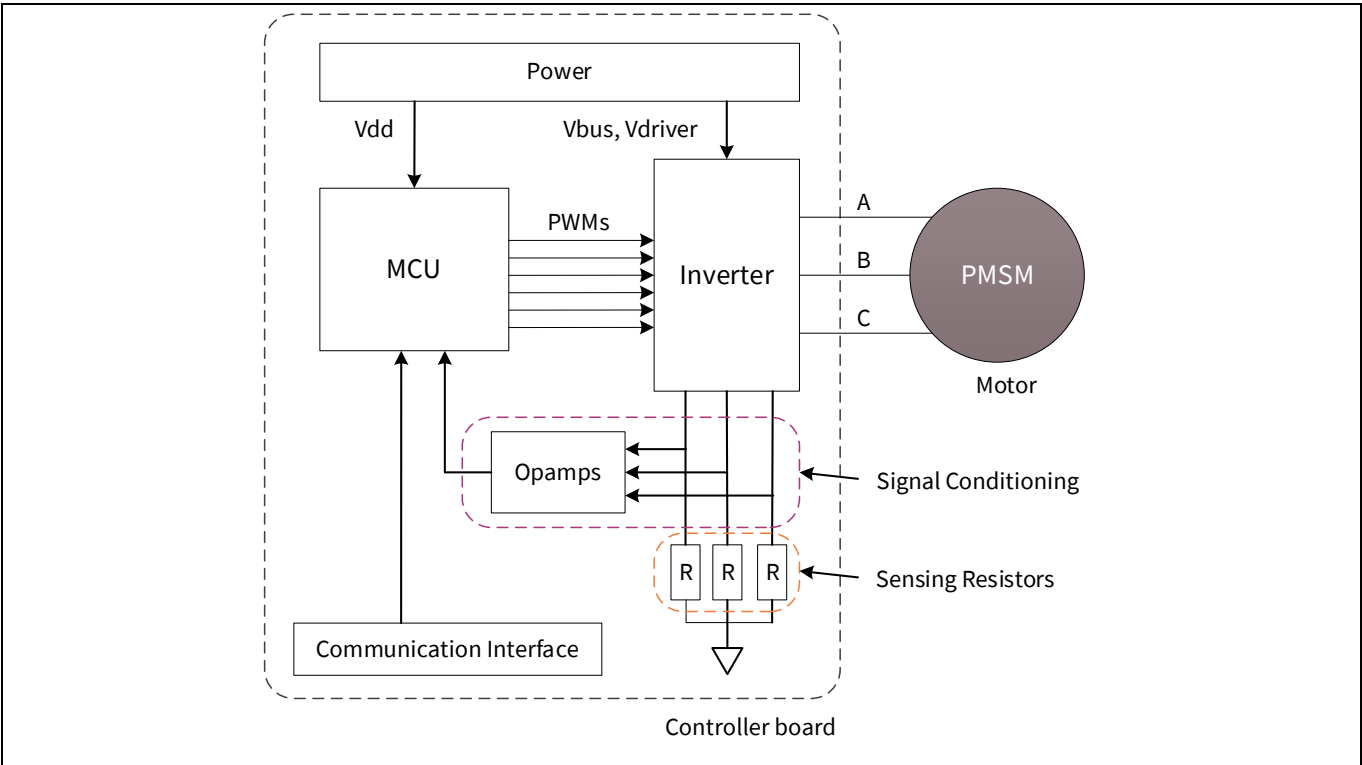 Power
Vdd
Vbus, Vdriver
A
PWMs
MCU
Inverter
B
PMSM
C
Motor
Opamps
Signal Conditioning
R R R
Sensing Resistors
Communication Interface
Controller board